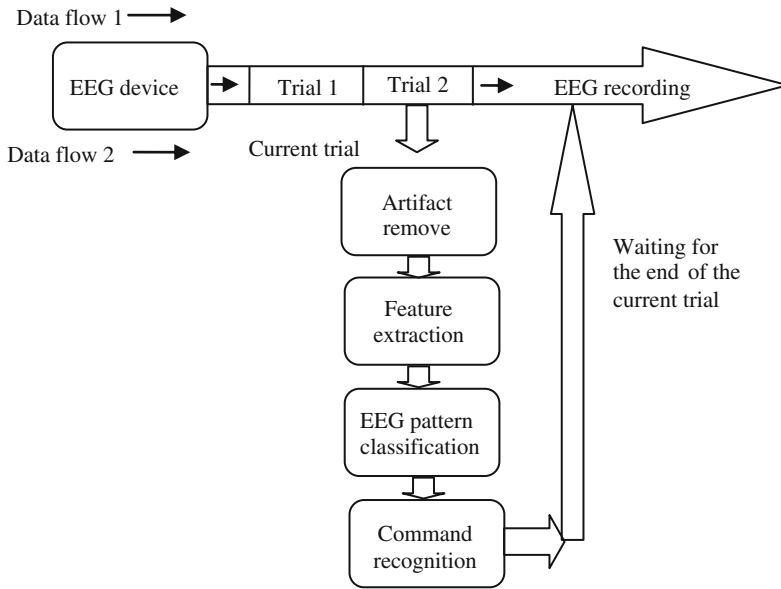 Data flow 1
EEG device
Trial 1
Trial 2
EEG recording
Data flow 2
Current trial
Artifact
remove
Waiting for
the end of the
current trial
Feature
extraction
EEG pattern
classification
Command
recognition